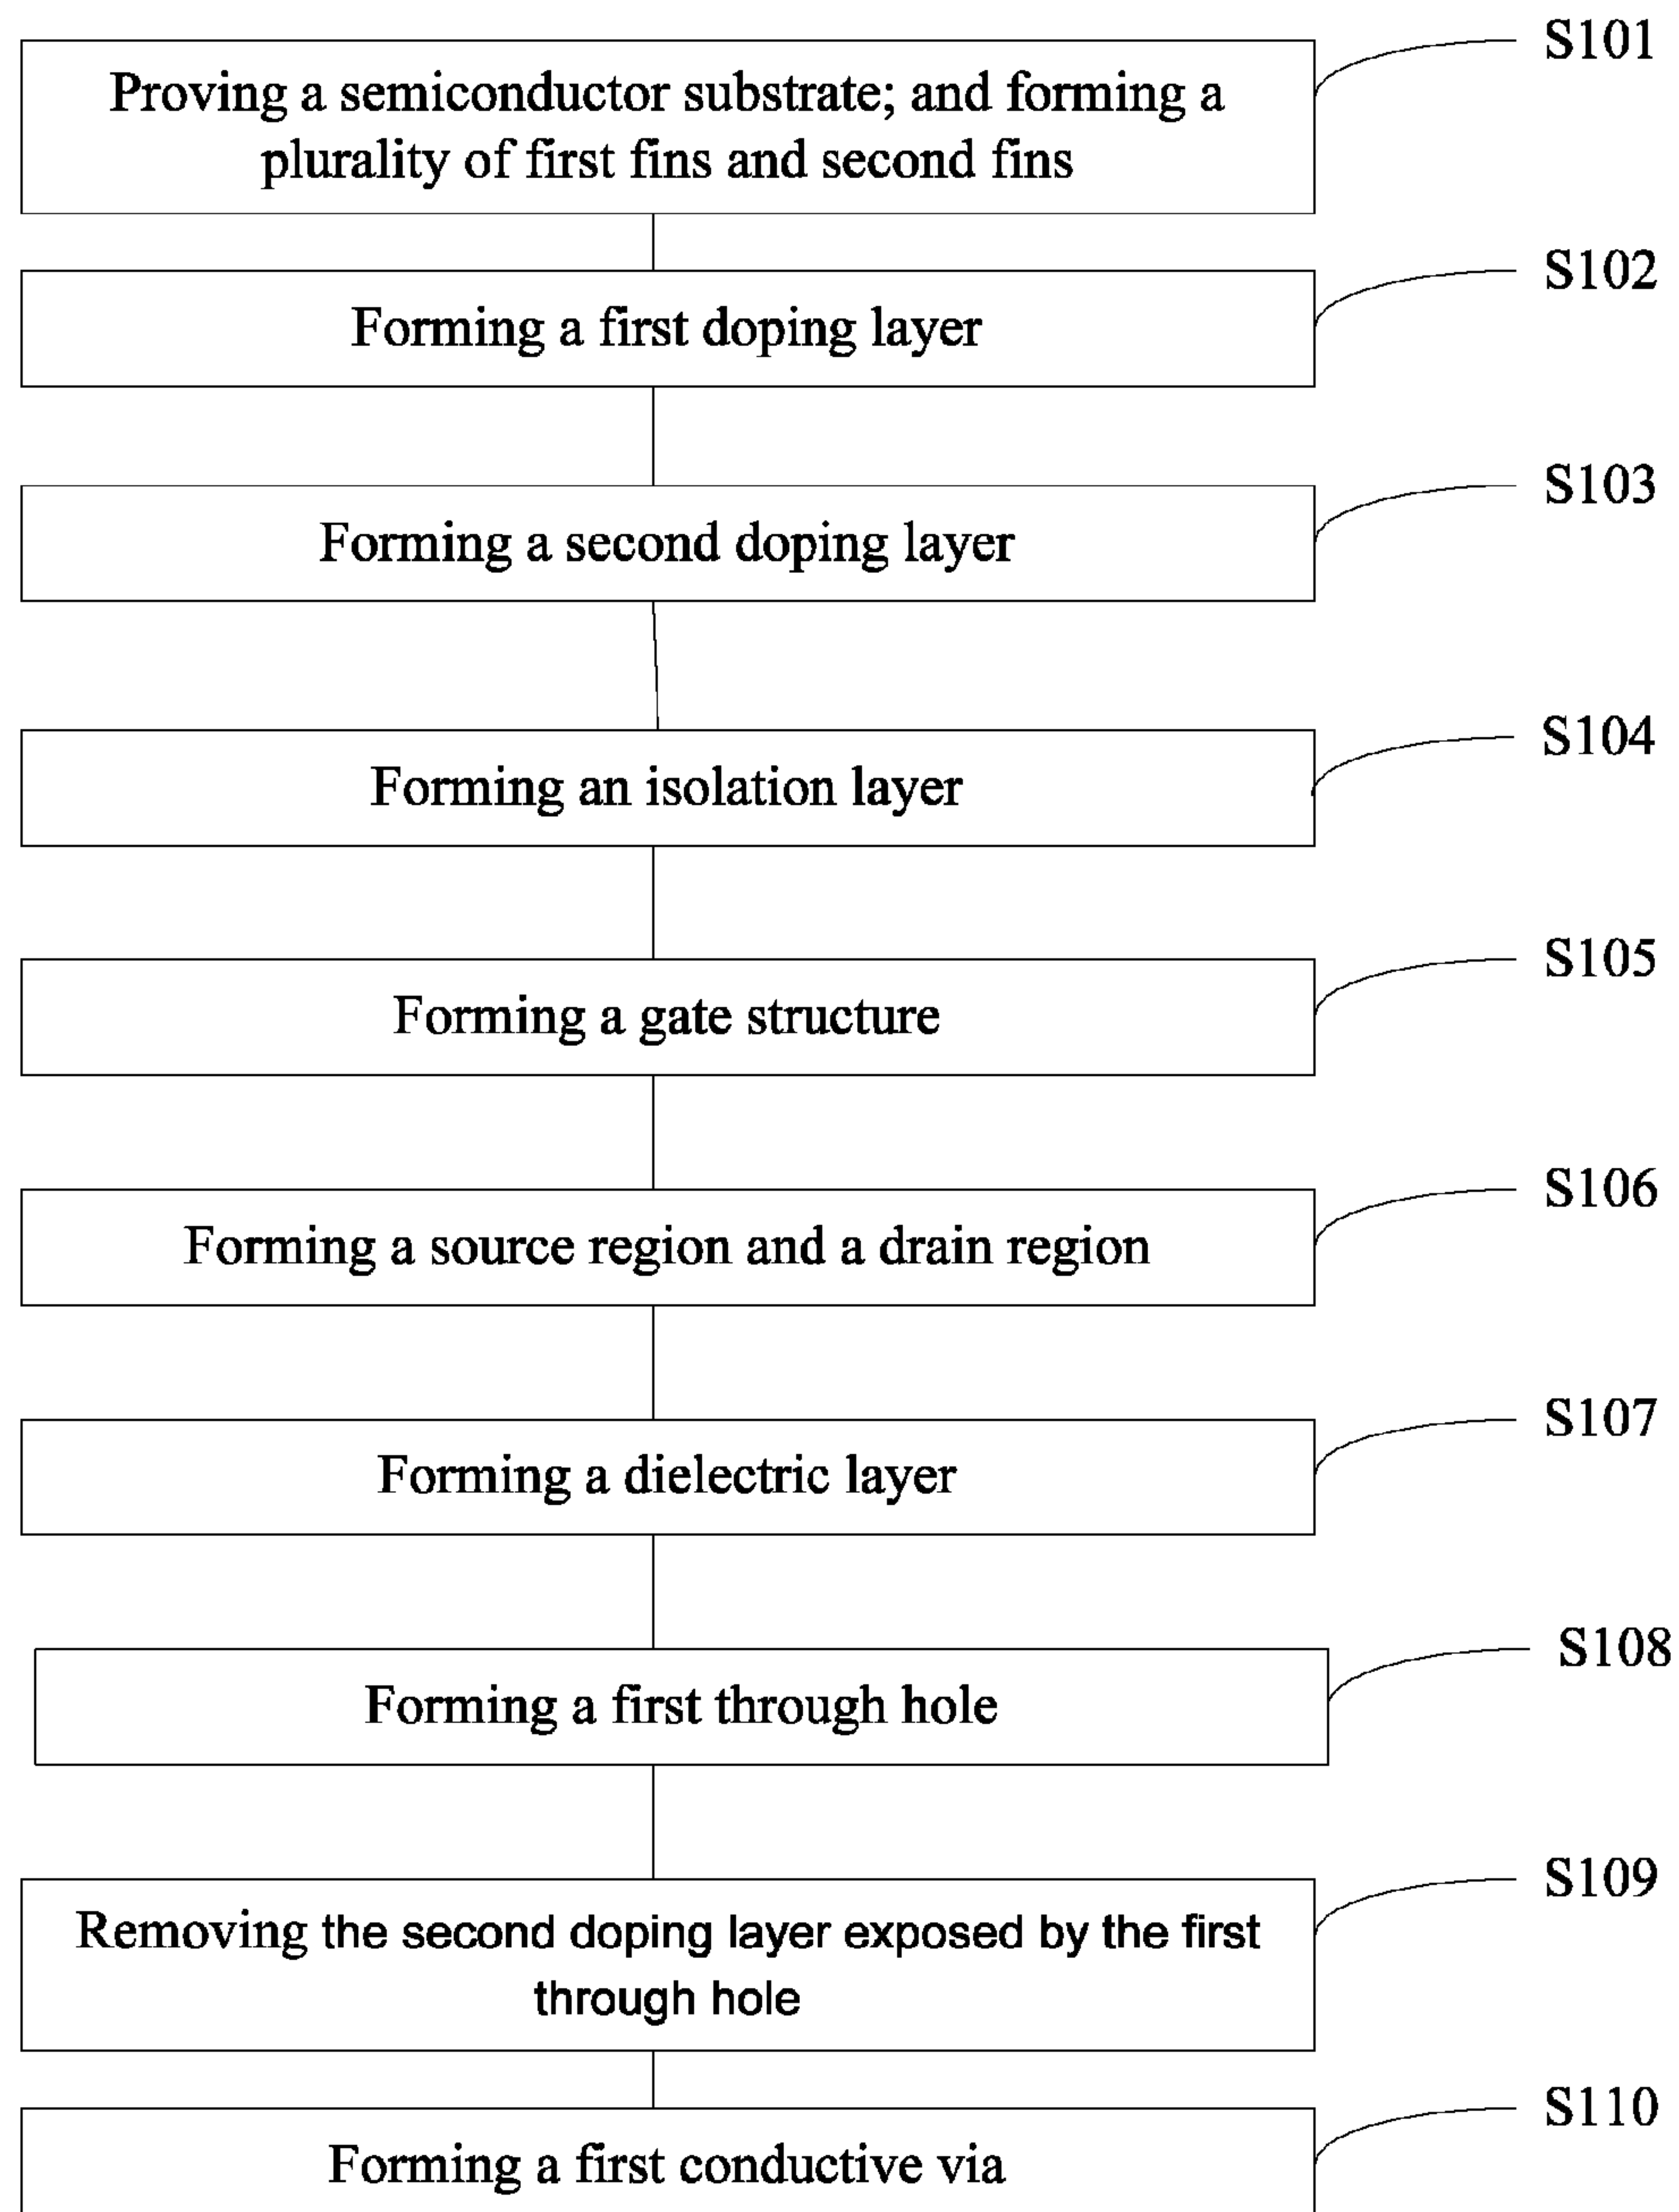 S101
Proving a semiconductor substrate; and forming a
plurality of first fins and second fins
S102
Forming a first doping layer
S103
Forming a second doping layer
S104
Forming an isolation layer
S105
Forming a gate structure
S106
Forming a source region and a drain region
S107
Forming a dielectric layer
S108
Forming a first through hole
S109
Removing the second doping layer exposed by the first
through hole
S110
Forming a first conductive via